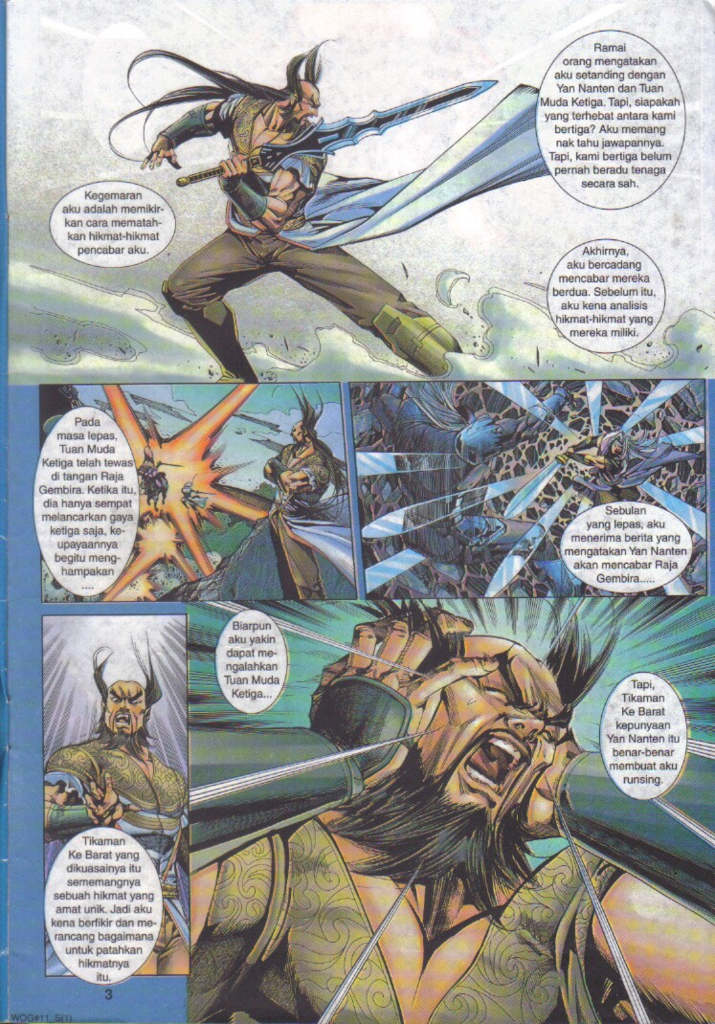 Ramai
orang mengatakan
aku setanding dengan
Yan Nanten dan Tuan
Muda Ketiga. Tapi, siapakah
yang terhebat antara kami
bertiga? Aku memang
nak tahu jawapannya.
Tapi, kami bertiga belum
pernah beradu tenaga
secara sah.
Kegemaran
aku adalah memikir-
kan cara mematah-
kan hikmat-hikmat
pencabar aku.
Akhirnya,
aku bercadang
mencabar mereka
berdua. Sebelum itu,
aku kena analisis
hikmat-hikmat yang
mereka miliki.
Pada
masa lepas,
Tuan Muda
Ketiga telah tewas
di tangan Raja
Gembira. Ketika itu,
dia hanya sempat
melancarkan gaya
ketiga saja, ke-
upayaannya
begitu meng-
hampakan
....
Sebulan
yang lepas, aku
menerima berita yang
mengatakan Yan Nanten
akan mencabar Raja
Gembira.....
Biarpun
aku yakin
dapat me-
ngalahkan
Tuan Muda
Ketiga...
Tapi,
Tikaman
Ke Barat
kepunyaan
Yan Nanten itu
benar-benar
membuat aku
runsing.
Tikaman
Ke Barat yang
dikuasainya itu
sememangnya
sebuah hikmat yang
amat unik. Jadi aku
kena berfikir dan me-
rancang bagaimana
untuk patahkan
hikmatnya
itu.
3
WOG#11_S(1)